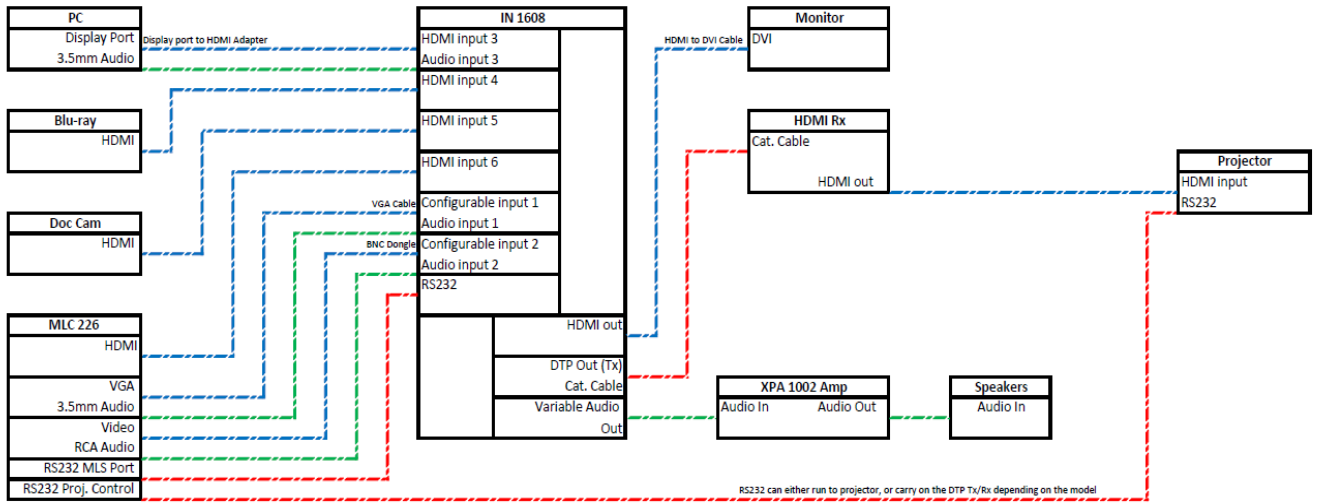 PC
Display Port
3.5mm Audio
Display port to HDMI Adapter
Blu-ray
HDMI
Doc Cam
HDMI
MLC 226
HDMI
VGA
3.5mm Audio
Video
RCA Audio
RS232 MLS Port
RS232 Proj. Control
VGA Cable
BNC Dongle
IN 1608
HDMI input 3
Audio input 3
HDMI input 4
HDMI input 5
HDMI input 6
Configurable input 1
Audio input 1
Configurable input 2
Audio input 2
RS232
HDMI out
DTP Out (Tx)
Cat. Cable
Variable Audio
Out
HDMI to DVI Cable
Monitor
DVI
HDMI Rx
Cat. Cable
HDMI out
Projector
HDMI input
RS232
XPA 1002 Amp
Audio In
Audio Out
Speakers
Audio In
RS232 can either run to projector, or carry on the DTP Tx/Rx depending on the model